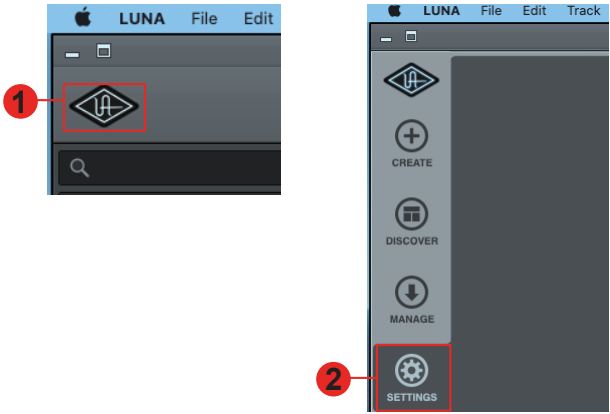 LUNA File Edit
1
LUNA File Edit Track
CREATE
DISCOVER
MANAGE
2
SETTINGS